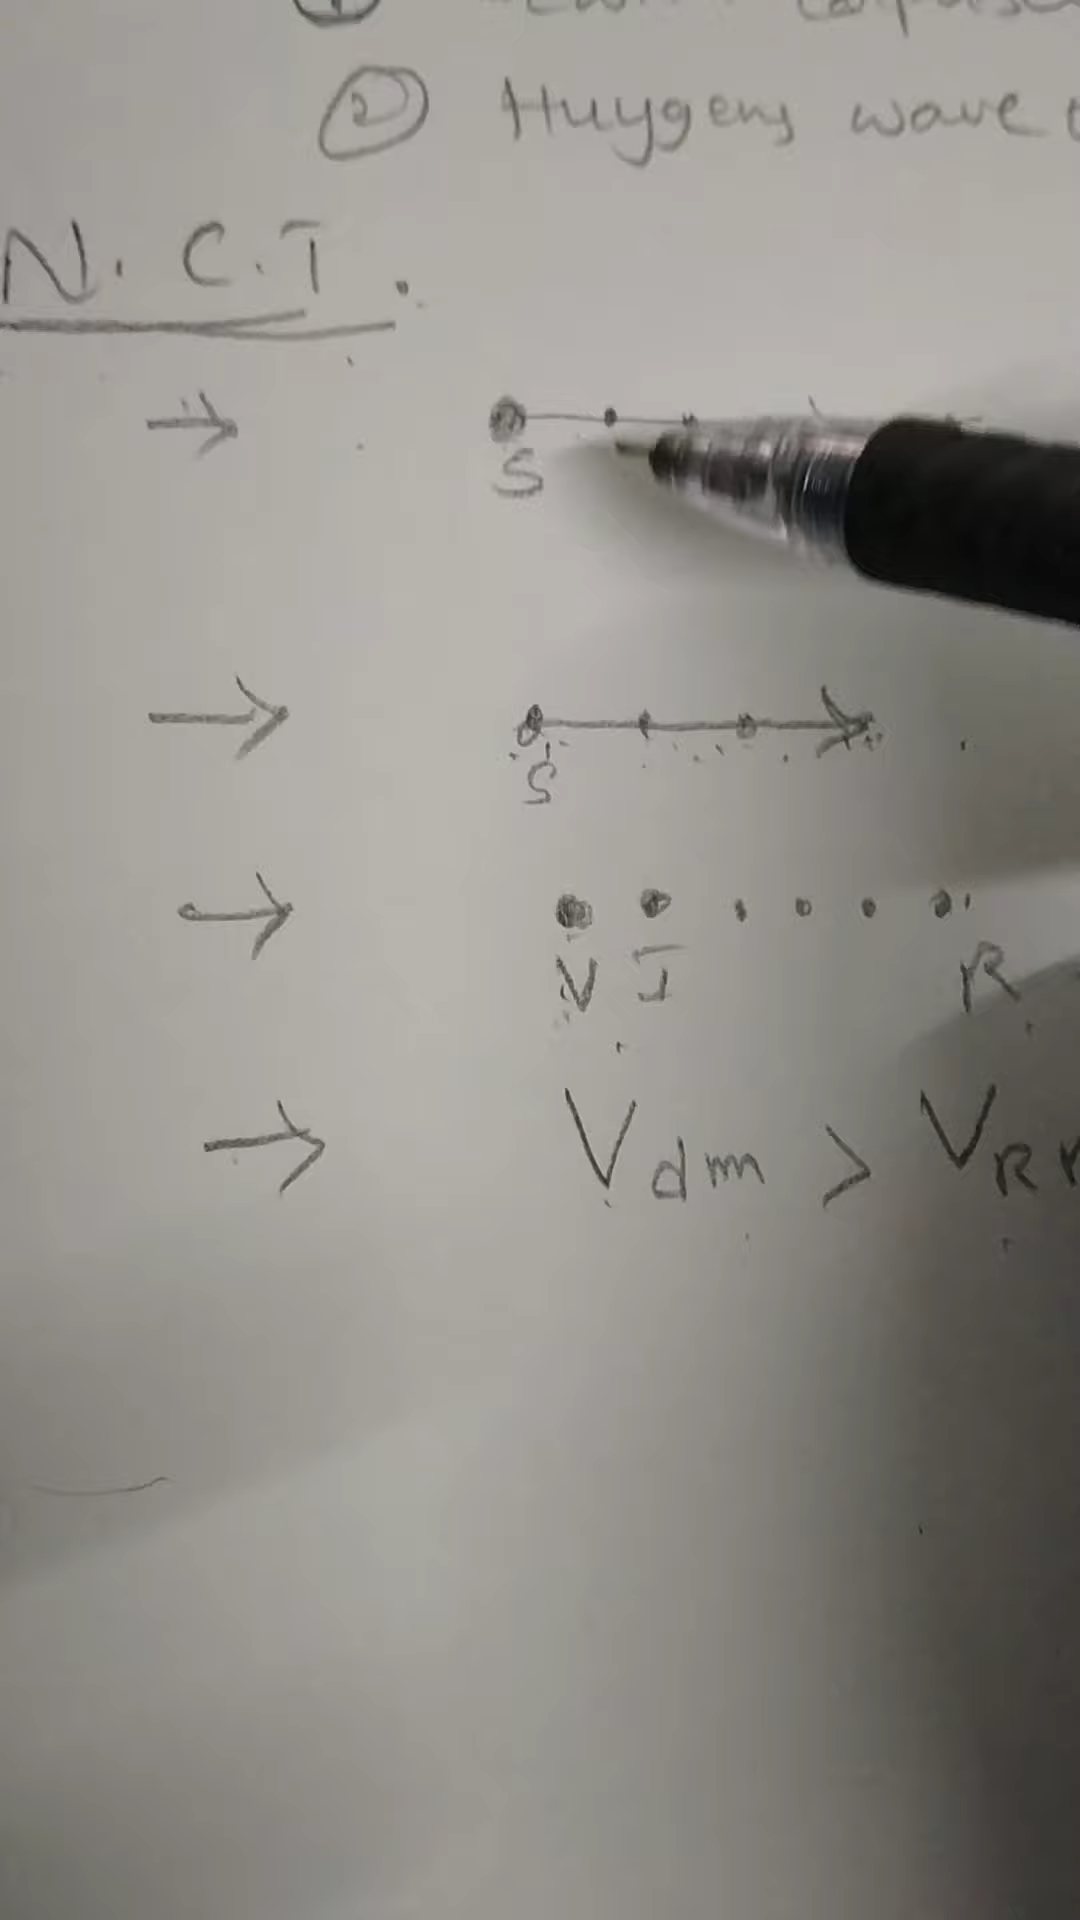 ② Huygens wave
N. C.T.
→ S
→ S
→
V I R
→ Vdm > VR